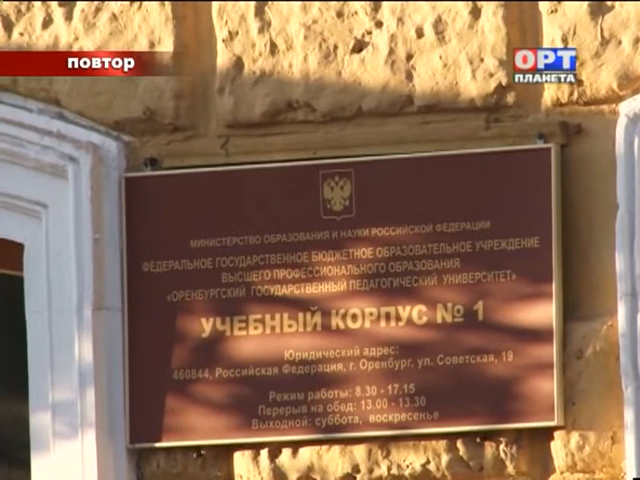 повтор
ОРТ
ПЛАНЕТА
МИНИСТЕРСТВО ОБРАЗОВАНИЯ И НАУКИ РОССИЙСКОЙ ФЕДЕРАЦИИ
ФЕДЕРАЛЬНОЕ ГОСУДАРСТВЕННОЕ БЮДЖЕТНОЕ ОБРАЗОВАТЕЛЬНОЕ УЧРЕЖДЕНИЕ
ВЫСШЕГО ПРОФЕССИОНАЛЬНОГО ОБРАЗОВАНИЯ
«ОРЕНБУРГСКИЙ ГОСУДАРСТВЕННЫЙ ПЕДАГОГИЧЕСКИЙ УНИВЕРСИТЕТ»
УЧЕБНЫЙ КОРПУС № 1
Юридический адрес:
460844, Российская Федерация, г. Оренбург, ул. Советская, 19
Режим работы: 8.30 - 17.15
Перерыв на обед: 13.00 - 13.30
Выходной: суббота, воскресенье